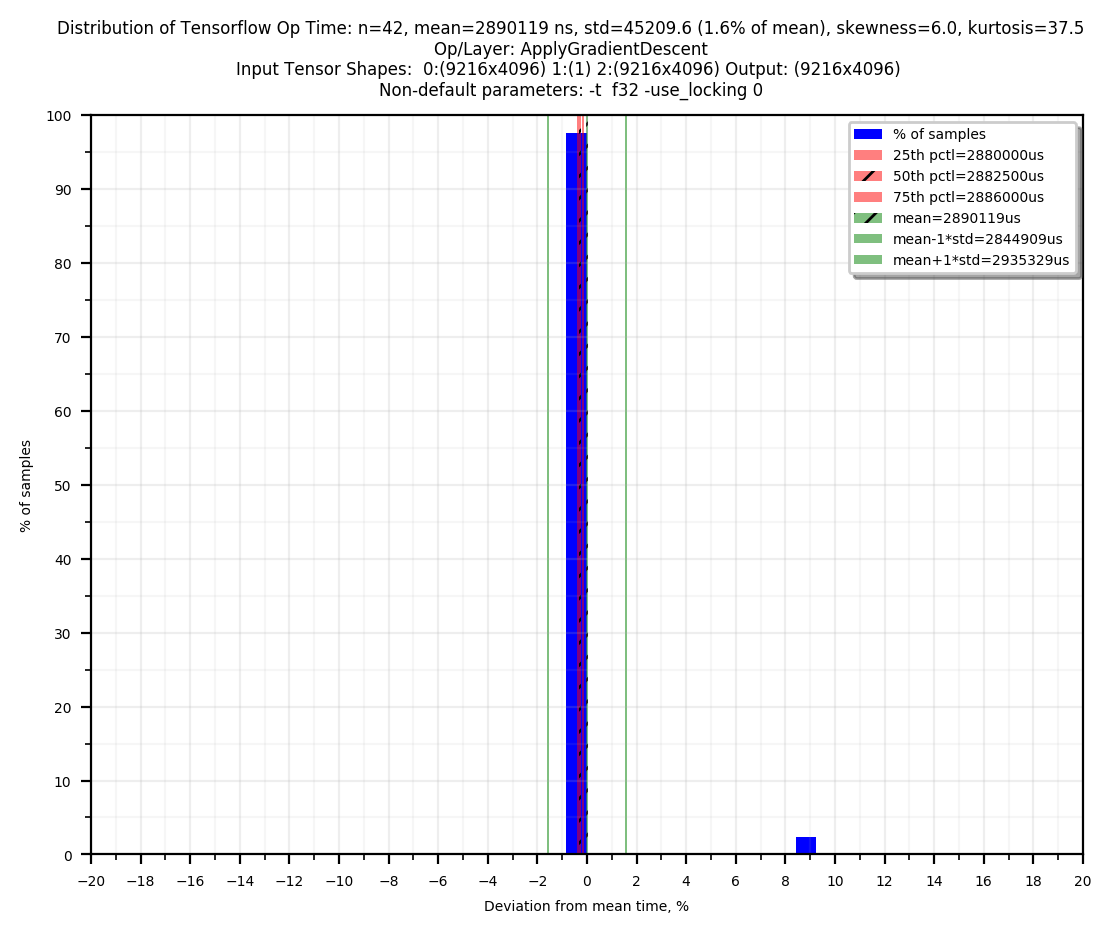 Distribution of Tensorflow Op Time: n=42, mean=2890119 ns, std=45209.6 (1.6% of mean), skewness=6.0, kurtosis=37.5
Op/Layer: ApplyGradientDescent
Input Tensor Shapes:  0:(9216x4096) 1:(1) 2:(9216x4096) Output: (9216x4096)
Non-default parameters: -t  f32 -use_locking 0
% of samples
25th pctl=2880000us
50th pctl=2882500us
75th pctl=2886000us
mean=2890119us
mean-1*std=2844909us
mean+1*std=2935329us
100
90
80
70
60
50
40
30
20
10
0
% of samples
−20 −18 −16 −14 −12 −10 −8 −6 −4 −2 0 2 4 6 8 10 12 14 16 18 20
Deviation from mean time, %